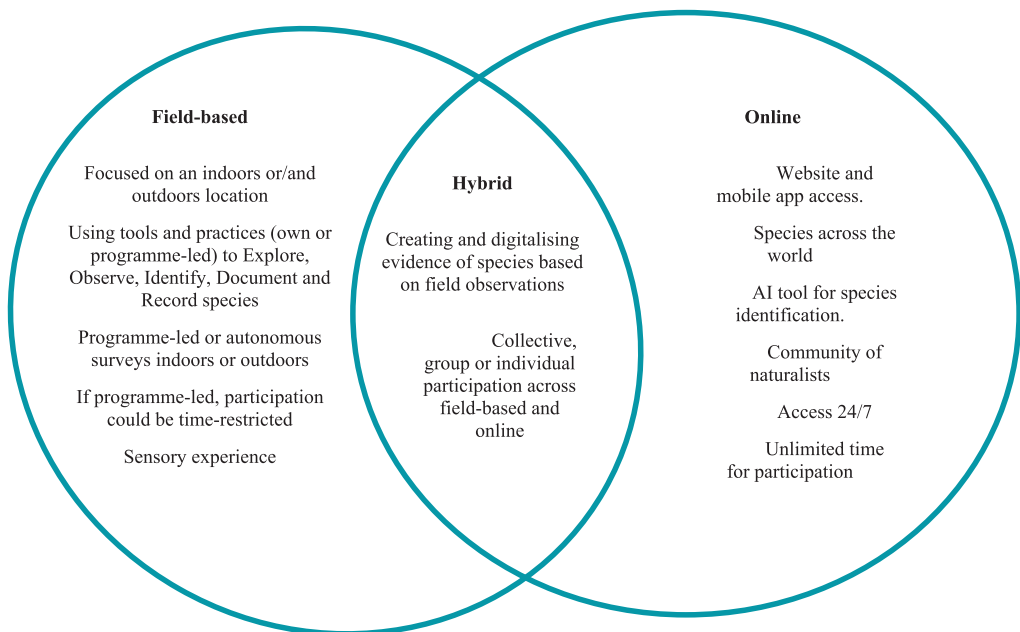 Field-based
Focused on an indoors or/and
outdoors location
Using tools and practices (own or
programme-led) to Explore,
Observe, Identify, Document and
Record species
Programme-led or autonomous
surveys indoors or outdoors
If programme-led, participation
could be time-restricted
Sensory experience
Hybrid
Creating and digitalising
evidence of species based
on field observations
Collective,
group or individual
participation across
field-based and
online
Online
Website and
mobile app access.
Species across the
world
AI tool for species
identification.
Community of
naturalists
Access 24/7
Unlimited time
for participation